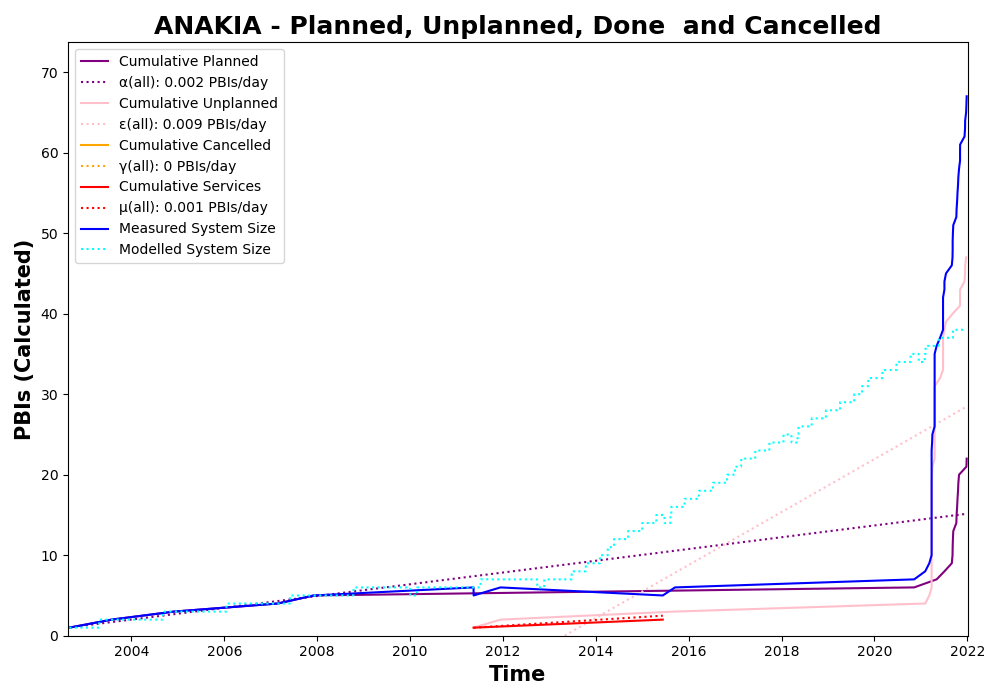 ANAKIA - Planned, Unplanned, Done  and Cancelled
Cumulative Planned
α(all): 0.002 PBIs/day
Cumulative Unplanned
ε(all): 0.009 PBIs/day
Cumulative Cancelled
γ(all): 0 PBIs/day
Cumulative Services
μ(all): 0.001 PBIs/day
Measured System Size
Modelled System Size
PBIs (Calculated)
70
60
50
40
30
20
10
0
2004 2006 2008 2010 2012 2014 2016 2018 2020 2022
Time